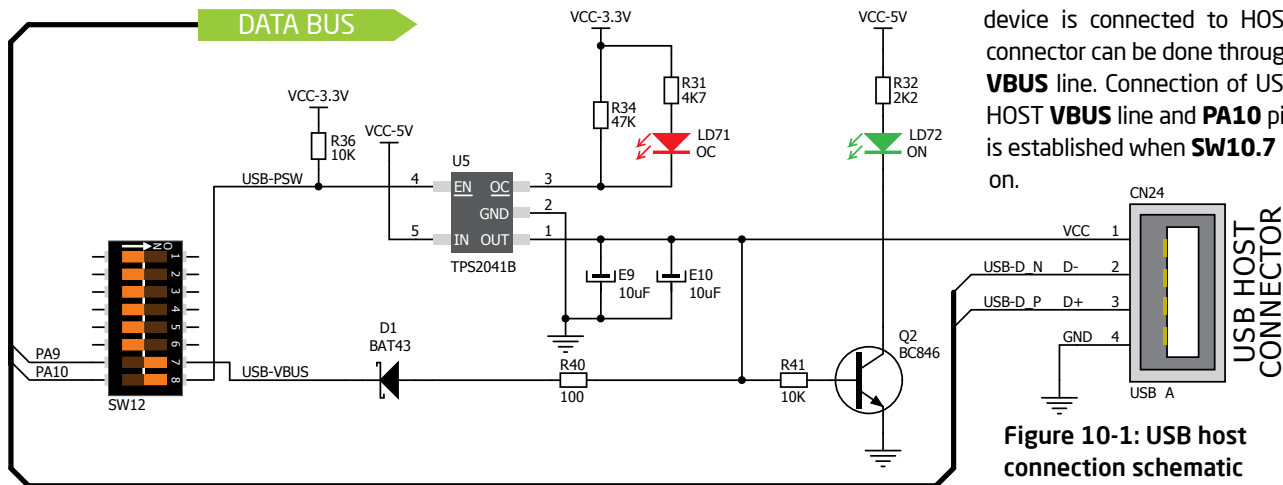 DATA BUS
device is connected to HOS
connector can be done throug
VBUS line. Connection of US
HOST VBUS line and PA10 pi
is established when SW10.7
on.
VCC-3.3V
VCC-5V
R31
4K7
R34
47K
LD71
OC
R32
2K2
LD72
ON
VCC-3.3V
R36
10K
VCC-5V
USB-PSW
U5
4
EN
OC
3
GND
2
5
IN
OUT
1
TPS2041B
E9
10uF
E10
10uF
CN24
VCC 1
USB-D_N D- 2
USB-D_P D+ 3
GND 4
USB A
USB HOST
CONNECTOR
ON
1
2
3
4
5
6
7
8
PA9
PA10
SW12
USB-VBUS
D1
BAT43
R40
100
R41
10K
Q2
BC846
Figure 10-1: USB host
connection schematic